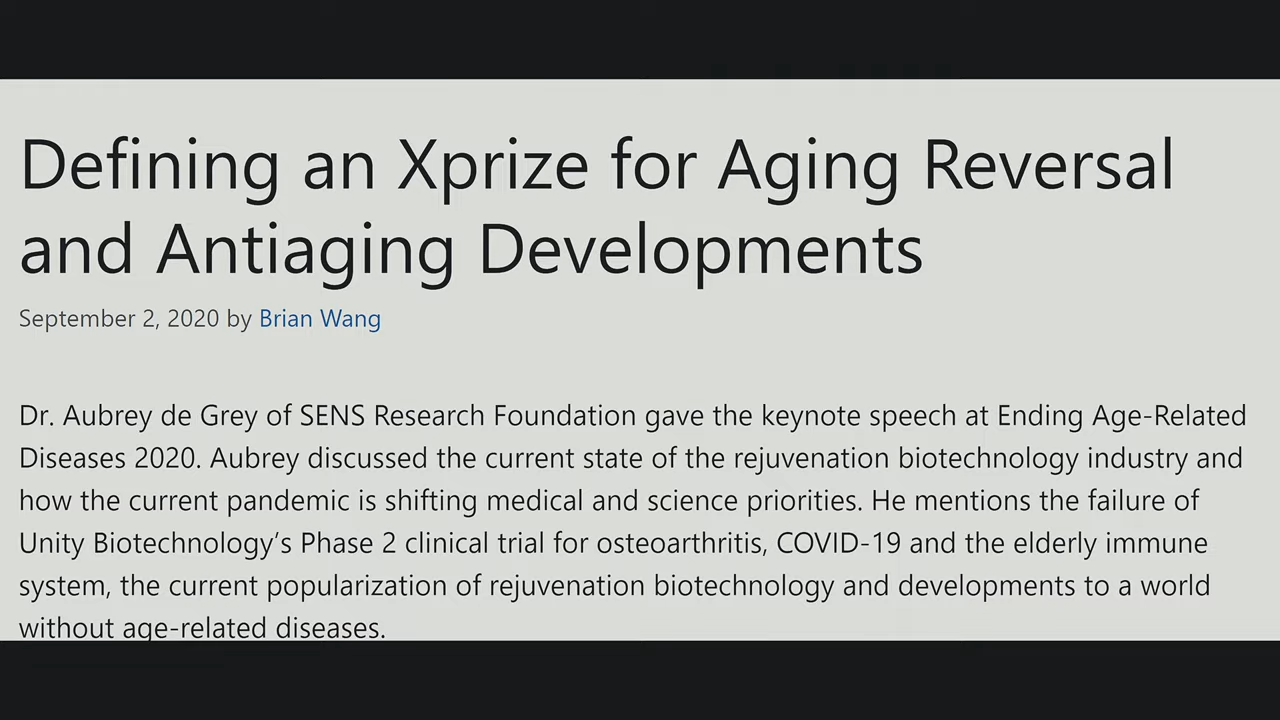 Defining an Xprize for Aging Reversal
and Antiaging Developments
September 2, 2020 by Brian Wang
Dr. Aubrey de Grey of SENS Research Foundation gave the keynote speech at Ending Age-Related
Diseases 2020. Aubrey discussed the current state of the rejuvenation biotechnology industry and
how the current pandemic is shifting medical and science priorities. He mentions the failure of
Unity Biotechnology’s Phase 2 clinical trial for osteoarthritis, COVID-19 and the elderly immune
system, the current popularization of rejuvenation biotechnology and developments to a world
without age-related diseases.